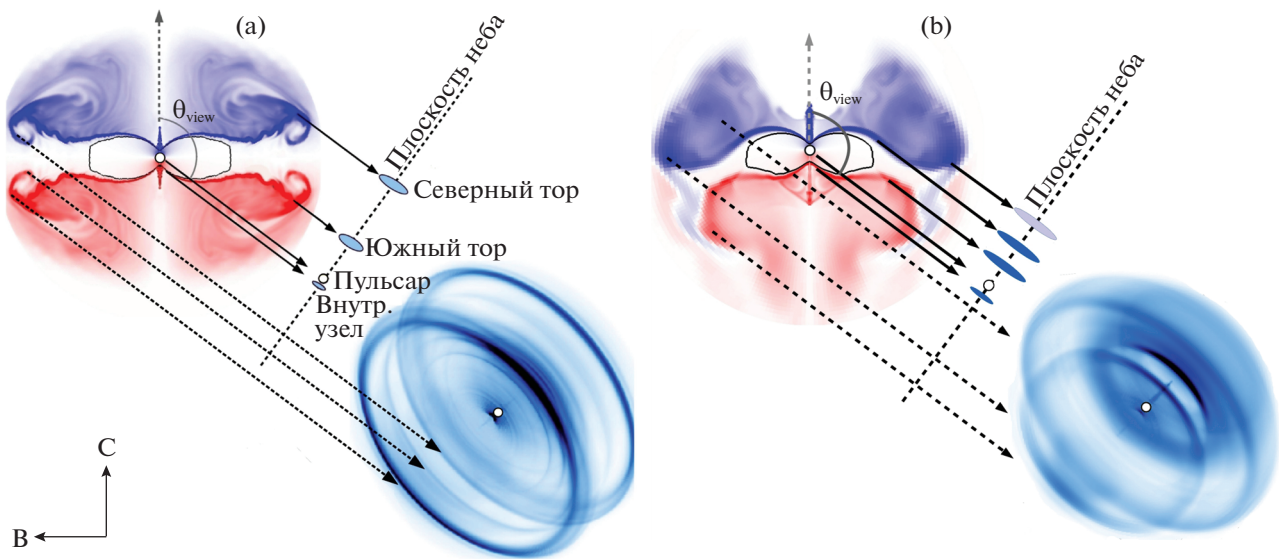 (a)
θview
Плоскость неба
Северный тор
Южный тор
Пульсар
Внутр.
узел
С
В
(b)
θview
Плоскость неба